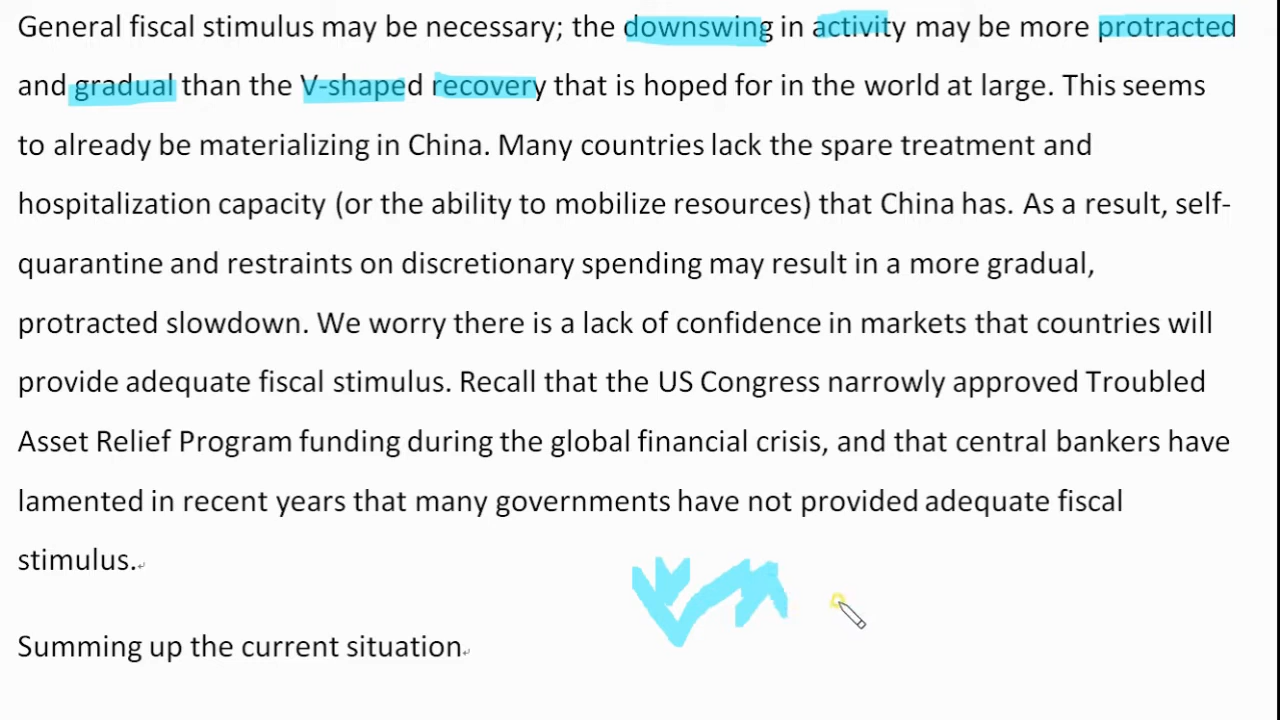 General fiscal stimulus may be necessary; the downswing in activity may be more protracted
and gradual than the V-shaped recovery that is hoped for in the world at large. This seems
to already be materializing in China. Many countries lack the spare treatment and
hospitalization capacity (or the ability to mobilize resources) that China has. As a result, self-
quarantine and restraints on discretionary spending may result in a more gradual,
protracted slowdown. We worry there is a lack of confidence in markets that countries will
provide adequate fiscal stimulus. Recall that the US Congress narrowly approved Troubled
Asset Relief Program funding during the global financial crisis, and that central bankers have
lamented in recent years that many governments have not provided adequate fiscal
stimulus.
Summing up the current situation.